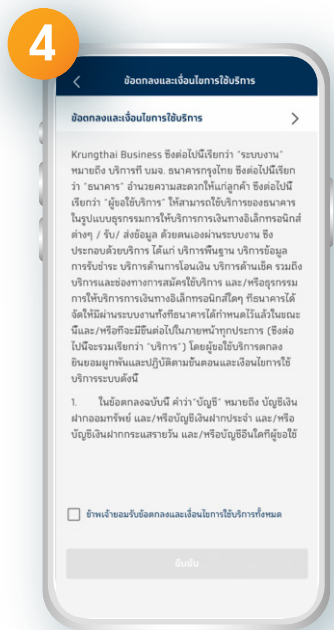 4
ข้อตกลงและเงื่อนไขการใช้บริการ
ข้อตกลงและเงื่อนไขการใช้บริการ
Krungthai Business ซึ่งต่อไปนี้เรียกว่า "ระบบงาน"
หมายถึง บริการที่ บมจ. ธนาคารกรุงไทย ซึ่งต่อไปนี้เรียก
ว่า "ธนาคาร" อำนวยความสะดวกให้แก่ลูกค้า ซึ่งต่อไปนี้
เรียกว่า "ผู้ขอใช้บริการ" ให้สามารถใช้บริการของธนาคาร
ในรูปแบบธุรกรรมการให้บริการการเงินทางอิเล็กทรอนิกส์
ต่างๆ / รับ/ ส่งข้อมูล ด้วยตนเองผ่านระบบงาน ซึ่ง
ประกอบด้วยบริการ ได้แก่ บริการพื้นฐาน บริการข้อมูล
การรับชำระ บริการด้านการโอนเงิน บริการด้านเช็ค รวมถึง
บริการและช่องทางการสมัครใช้บริการ และ/หรือธุรกรรม
การให้บริการการเงินทางอิเล็กทรอนิกส์ใดๆ ที่ธนาคารได้
จัดให้มีผ่านระบบงานทั้งที่ธนาคารได้กำหนดไว้แล้วในขณะ
นี้และ/หรือที่จะมีขึ้นต่อไปในภายหน้าทุกประการ (ซึ่งต่อ
ไปนี้จะรวมเรียกว่า "บริการ") โดยผู้ขอใช้บริการตกลง
ยินยอมผูกพันและปฏิบัติตามขั้นตอนและเงื่อนไขการใช้
บริการระบบดังนี้
1. ในข้อตกลงฉบับนี้ คำว่า"บัญชี" หมายถึง บัญชีเงิน
ฝากออมทรัพย์ และ/หรือบัญชีเงินฝากประจำ และ/หรือ
บัญชีเงินฝากกระแสรายวัน และ/หรือบัญชีอื่นใดที่ผู้ขอใช้
ข้าพเจ้ายอมรับข้อตกลงและเงื่อนไขการใช้บริการทั้งหมด
ยืนยัน